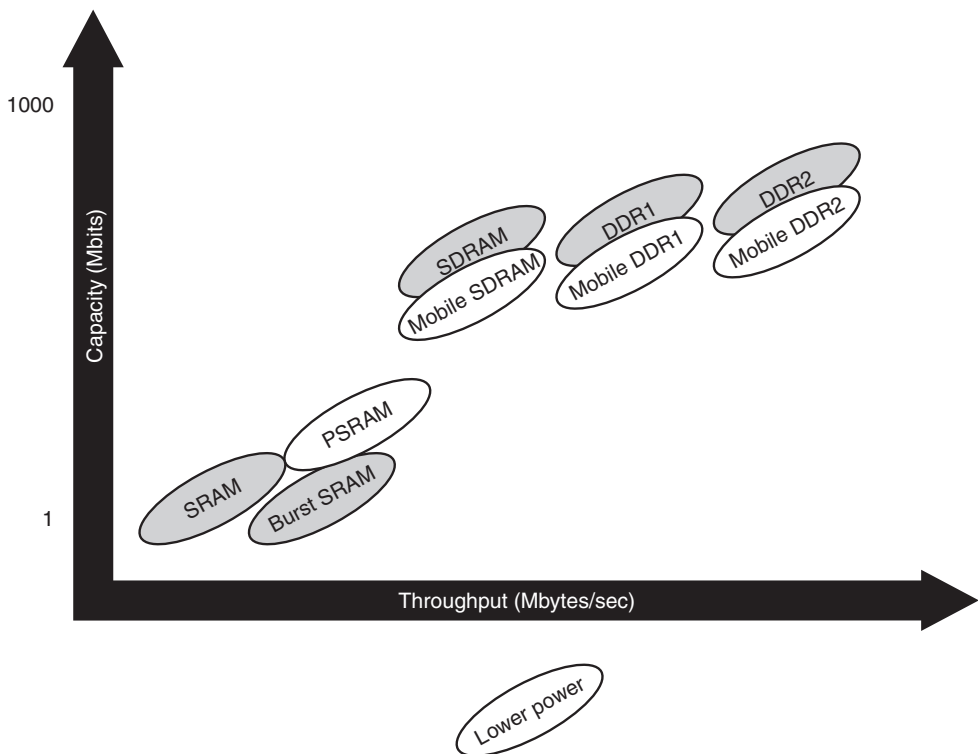 1000
Capacity (Mbits)
DDR2
DDR1
Mobile DDR2
SDRAM
Mobile DDR1
Mobile SDRAM
PSRAM
SRAM
Burst SRAM
1
Throughput (Mbytes/sec)
Lower power